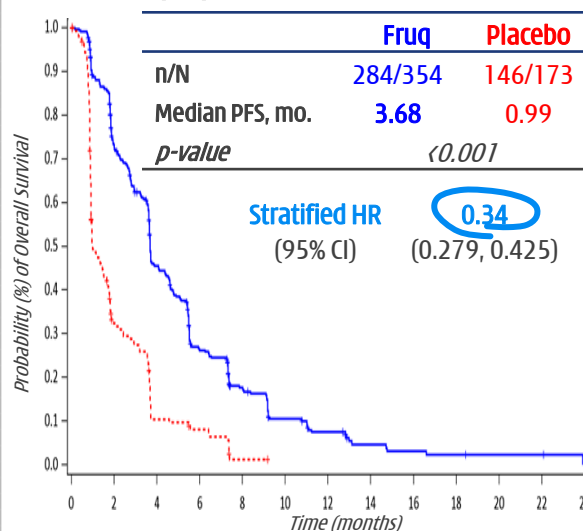 Fruq Placebo
n/N 284/354 146/173
Median PFS, mo. 3.68 0.99
p-value <0.001
Stratified HR 0.34
(95% CI) (0.279, 0.425)
Probability (%) of Overall Survival
1.0
0.9
0.8
0.7
0.6
0.5
0.4
0.3
0.2
0.1
0.0
0 2 4 6 8 10 12 14 16 18 20 22 24
Time (months)